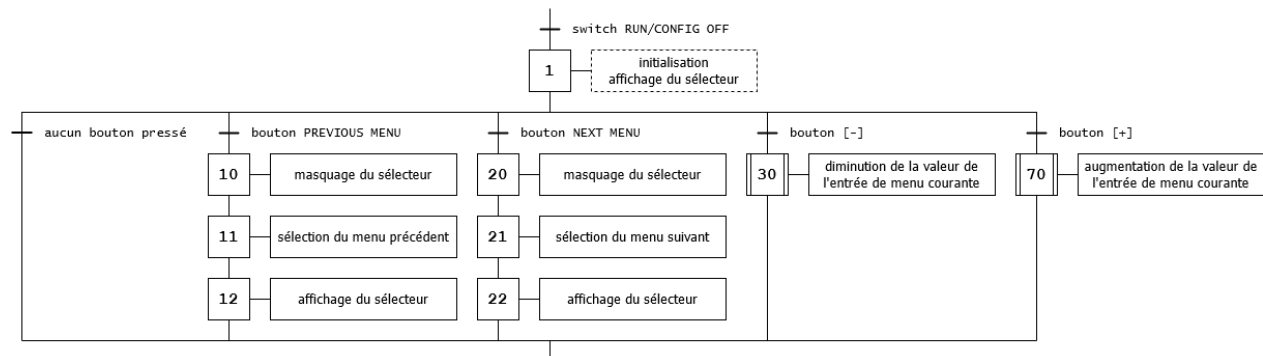 switch RUN/CONFIG OFF
1
initialisation
affichage du sélecteur
aucun bouton pressé
bouton PREVIOUS MENU
bouton NEXT MENU
bouton [-]
bouton [+]
10
masquage du sélecteur
20
masquage du sélecteur
30
diminution de la valeur de
l'entrée de menu courante
70
augmentation de la valeur de
l'entrée de menu courante
11
sélection du menu précédent
21
sélection du menu suivant
12
affichage du sélecteur
22
affichage du sélecteur